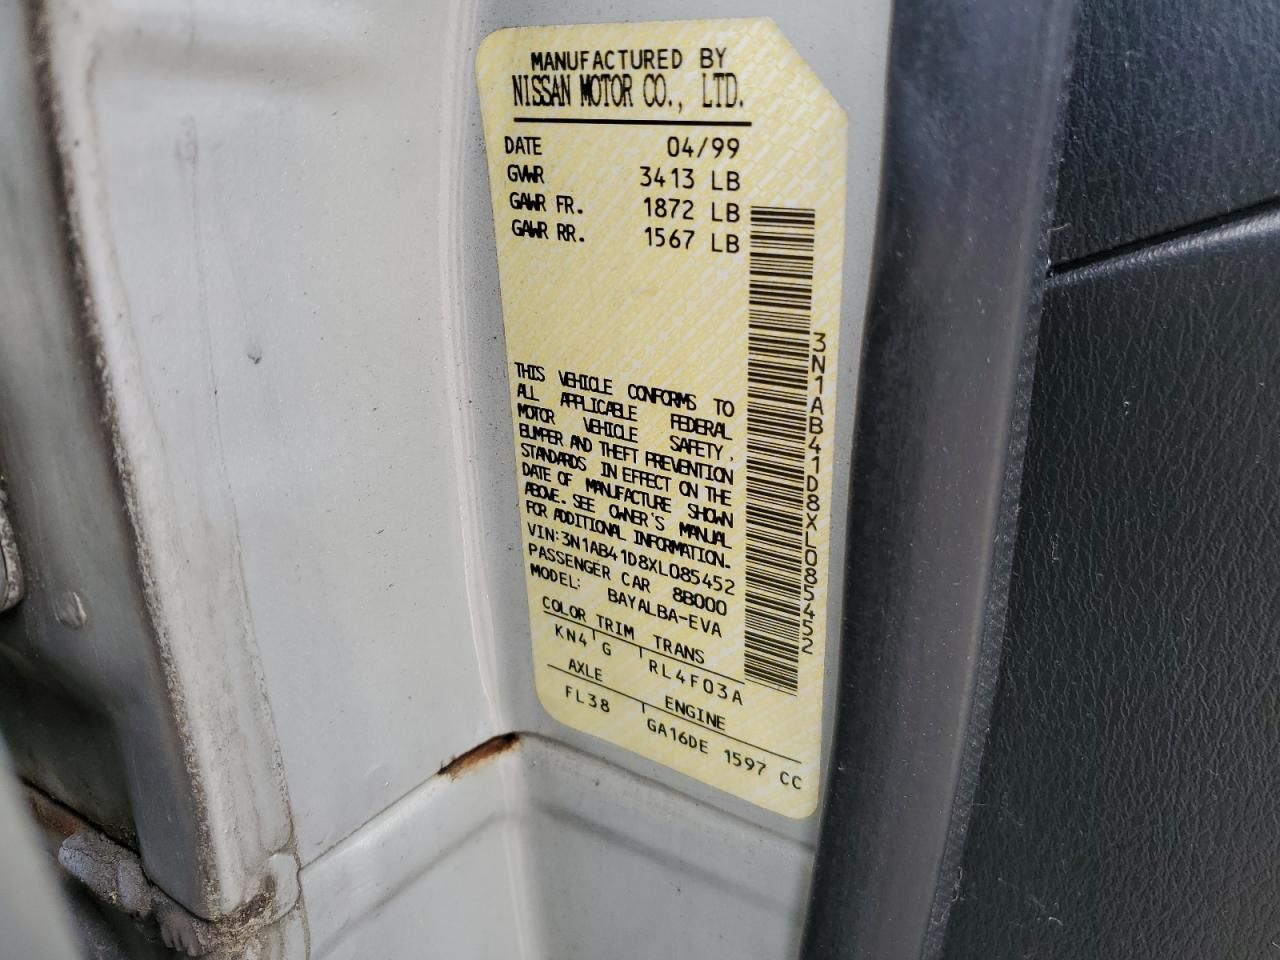 MANUFACTURED BY
NISSAN MOTOR CO., LTD.
DATE 04/99
GVWR 3413 LB
GAWR FR. 1872 LB
GAWR RR. 1567 LB
THIS VEHICLE CONFORMS TO
ALL APPLICABLE FEDERAL
MOTOR VEHICLE SAFETY,
BUMPER AND THEFT PREVENTION
STANDARDS IN EFFECT ON THE
DATE OF MANUFACTURE SHOWN
ABOVE. SEE OWNER'S MANUAL
FOR ADDITIONAL INFORMATION.
VIN:3N1AB41D8XL085452
PASSENGER CAR 8B000
MODEL: BAYALBA-EVA
COLOR TRIM TRANS
KN4 G RL4F03A
AXLE ENGINE
FL38 GA16DE 1597 CC
3N1AB41D8XL085452